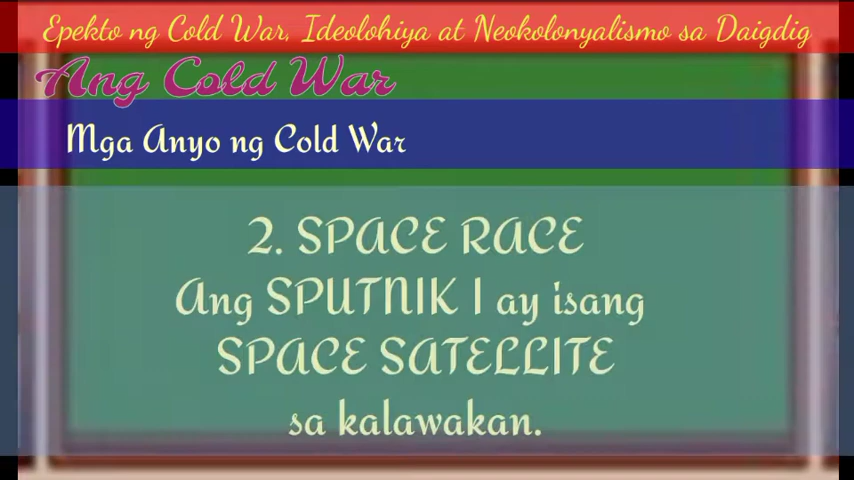 Epekto ng Cold War, Ideolohiya at Neokolonyalismo sa Daigdig
Ang Cold War
Mga Anyo ng Cold War
2. SPACE RACE
Ang SPUTNIK I ay isang
SPACE SATELLITE
sa kalawakan.